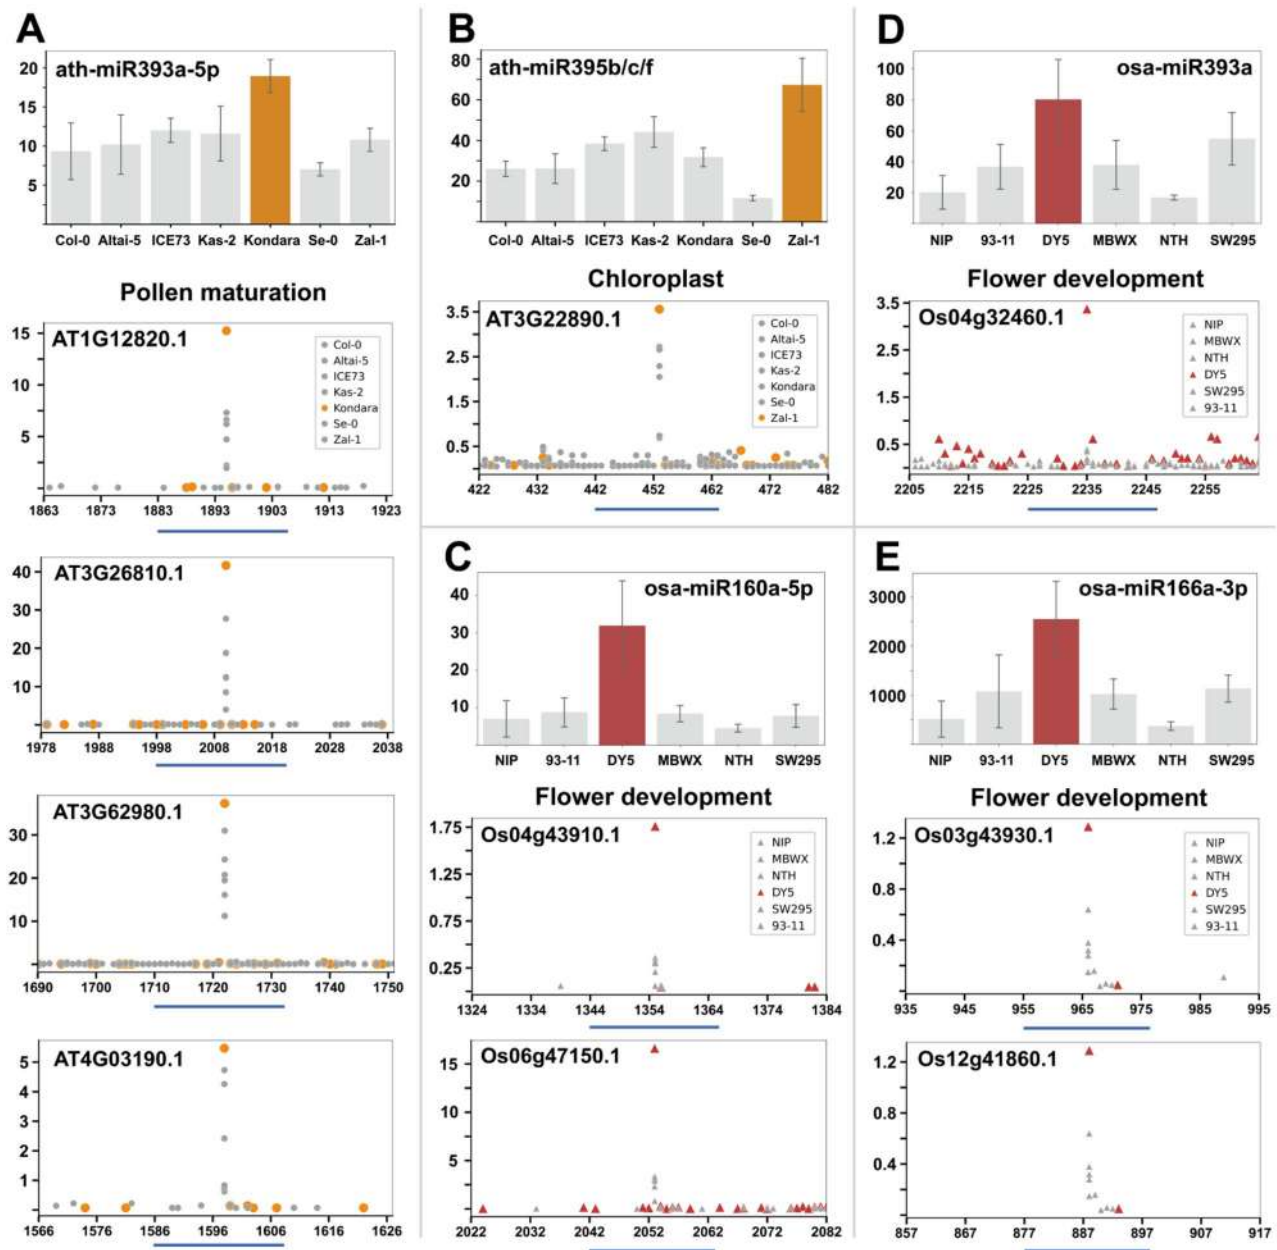 A
ath-miR393a-5p
20
15
10
5
Col-0 Altai-5 ICE73 Kas-2 Kondara Se-0 Zal-1
Pollen maturation
AT1G12820.1
15
10
5
Col-0
Altai-5
ICE73
Kas-2
Kondara
Se-0
Zal-1
1863 1873 1883 1893 1903 1913 1923
AT3G26810.1
40
30
20
10
1978 1988 1998 2008 2018 2028 2038
AT3G62980.1
30
20
10
1690 1700 1710 1720 1730 1740 1750
AT4G03190.1
5
4
3
2
1
1566 1576 1586 1596 1606 1616 1626
B
ath-miR395b/c/f
80
60
40
20
Col-0 Altai-5 ICE73 Kas-2 Kondara Se-0 Zal-1
Chloroplast
AT3G22890.1
3.5
2.5
1.5
0.5
Col-0
Altai-5
ICE73
Kas-2
Kondara
Se-0
Zal-1
422 432 442 452 462 472 482
C
osa-miR160a-5p
40
30
20
10
NIP 93-11 DY5 MBWX NTH SW295
Flower development
Os04g43910.1
1.75
1.25
0.75
0.25
NIP
MBWX
NTH
DY5
SW295
93-11
1324 1334 1344 1354 1364 1374 1384
Os06g47150.1
15
10
5
2022 2032 2042 2052 2062 2072 2082
D
osa-miR393a
100
80
60
40
20
NIP 93-11 DY5 MBWX NTH SW295
Flower development
Os04g32460.1
3.5
2.5
1.5
0.5
NIP
MBWX
NTH
DY5
SW295
93-11
2205 2215 2225 2235 2245 2255
E
osa-miR166a-3p
3000
2000
1000
NIP 93-11 DY5 MBWX NTH SW295
Flower development
Os03g43930.1
1.2
0.8
0.4
NIP
MBWX
NTH
DY5
SW295
93-11
935 945 955 965 975 985 995
Os12g41860.1
1.2
0.8
0.4
857 867 877 887 897 907 917